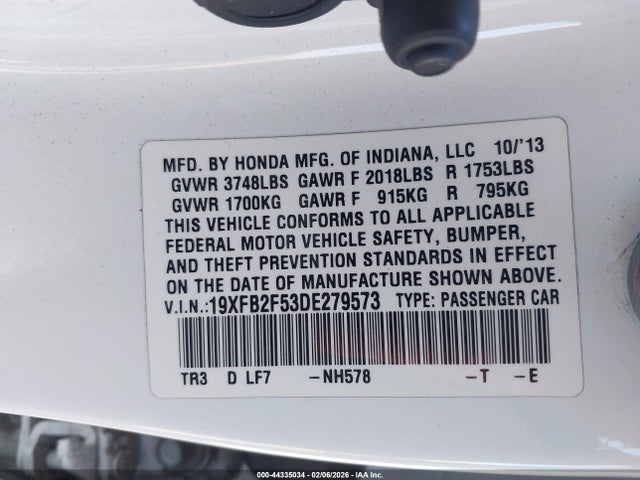 MFD. BY HONDA MFG. OF INDIANA, LLC 10/'13
GVWR 3748LBS GAWR F 2018LBS R 1753LBS
GVWR 1700KG GAWR F 915KG R 795KG
THIS VEHICLE CONFORMS TO ALL APPLICABLE
FEDERAL MOTOR VEHICLE SAFETY, BUMPER,
AND THEFT PREVENTION STANDARDS IN EFFECT
ON THE DATE OF MANUFACTURE SHOWN ABOVE.
V.I.N.:19XFB2F53DE279573 TYPE: PASSENGER CAR
TR3 D LF7 -NH578 -T -E
000-44335034 - 02/06/2026 - IAA Inc.